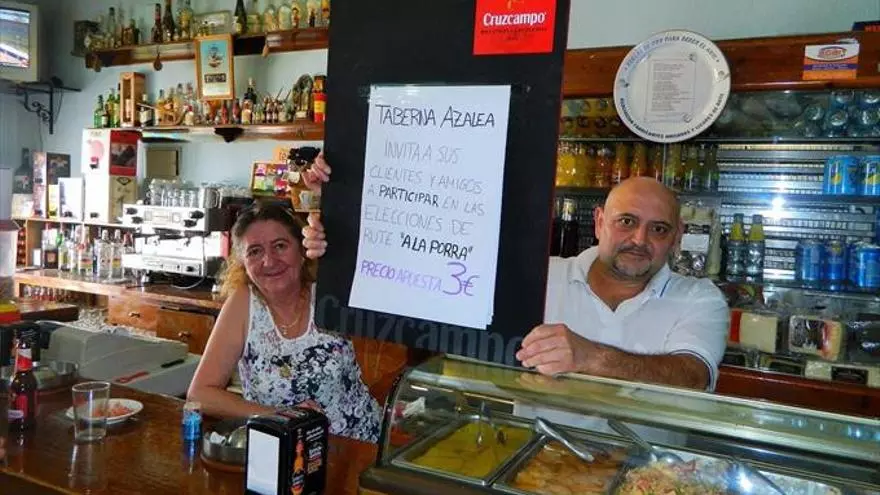 Cruzcampo
TABERNA AZALEA
INVITA A SUS
CLIENTES Y AMIGOS
A PARTICIPAR EN LAS
ELECCIONES DE
RUTE "A LA PORRA"
PRECIO APUESTA 3€
Cruzcampo